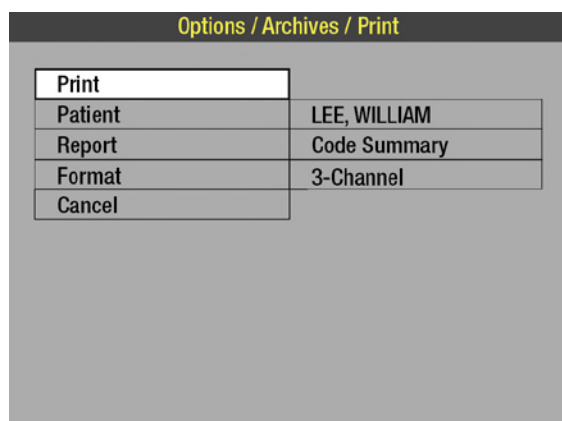 Options / Archives / Print
Print
Patient LEE, WILLIAM
Report Code Summary
Format 3-Channel
Cancel